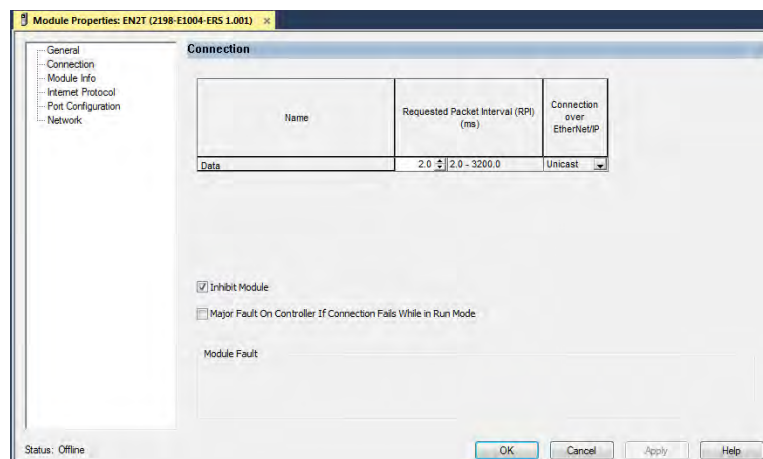 Module Properties: EN2T (2198-E1004-ERS 1.001) ×
General
Connection
Module Info
Internet Protocol
Port Configuration
Network
Connection
Name
Requested Packet Interval (RPI)
(ms)
Connection
over
EtherNet/IP
Data 2.0 2.0 - 3200.0 Unicast
Inhibit Module
Major Fault On Controller If Connection Fails While in Run Mode
Module Fault
Status: Offline
OK Cancel Apply Help